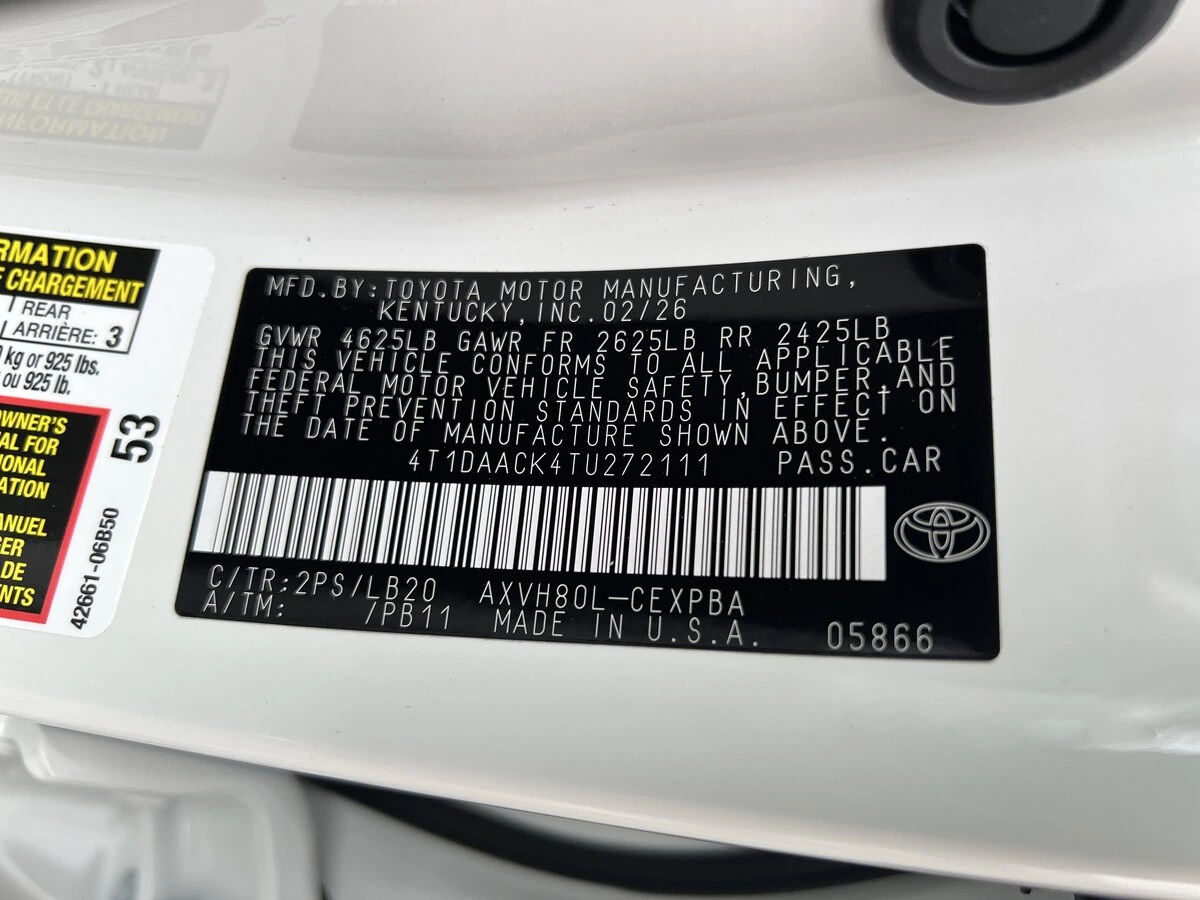 RMATION
E CHARGEMENT
REAR
ARRIÈRE: 3
kg or 925 lbs.
ou 925 lb.
OWNER'S
AL FOR
IONAL
ATION
ANUEL
GER
DE
NTS
53
42661-06B50
MFD.BY:TOYOTA MOTOR MANUFACTURING,
KENTUCKY,INC.02/26
GVWR 4625LB GAWR FR 2625LB RR 2425LB
THIS VEHICLE CONFORMS TO ALL APPLICABLE
FEDERAL MOTOR VEHICLE SAFETY,BUMPER,AND
THEFT PREVENTION STANDARDS IN EFFECT ON
THE DATE OF MANUFACTURE SHOWN ABOVE.
4T1DAACK4TU272111 PASS.CAR
C/TR:2PS/LB20 AXVH80L-CEXPBA
A/TM: /PB11 MADE IN U.S.A. 05866